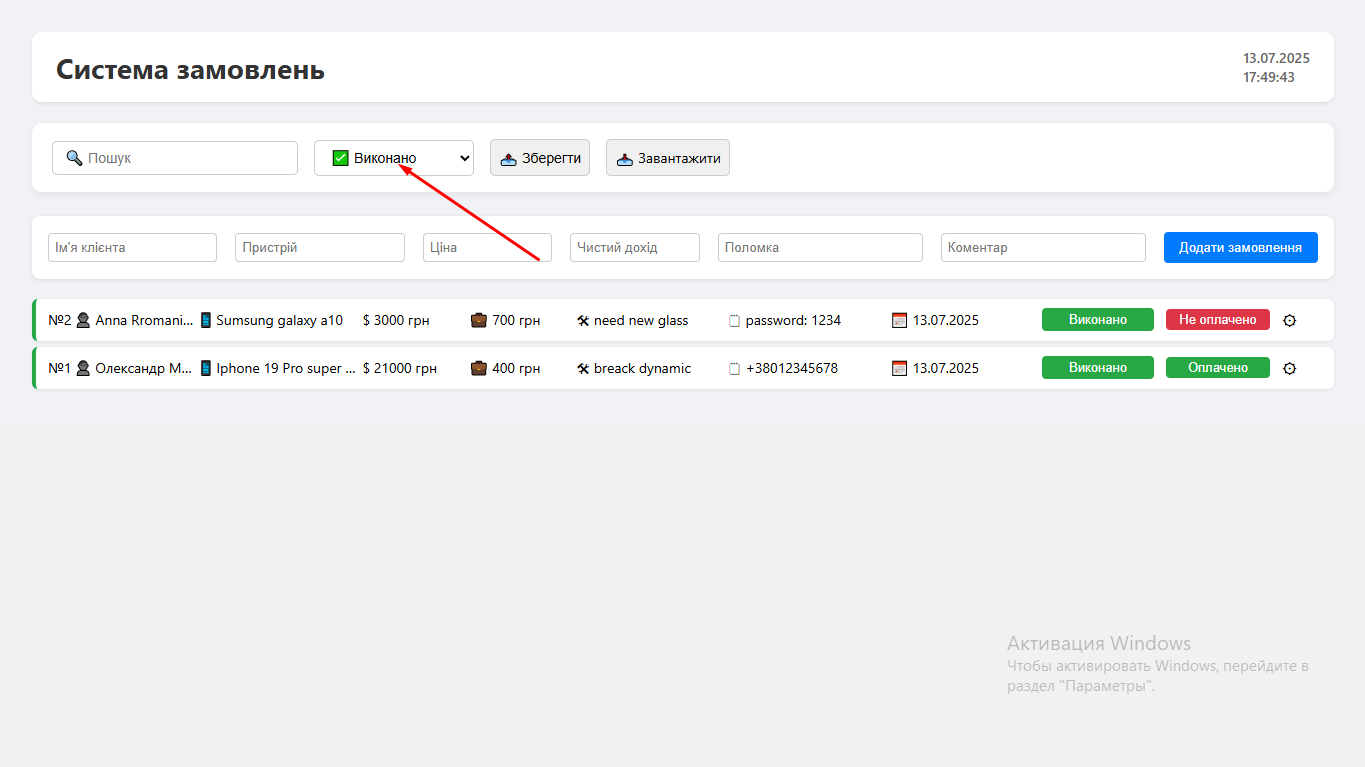 Система замовлень
13.07.2025
17:49:43
Пошук
Виконано
Зберегти
Завантажити
Ім'я клієнта
Пристрій
Ціна
Чистий дохід
Поломка
Коментар
Додати замовлення
№2 Anna Rromani... Sumsung galaxy a10 $ 3000 грн 700 грн need new glass password: 1234 13.07.2025 Виконано Не оплачено
№1 Олександр М... Iphone 19 Pro super ... $ 21000 грн 400 грн breack dynamic +38012345678 13.07.2025 Виконано Оплачено
Активация Windows
Чтобы активировать Windows, перейдите в
раздел "Параметры".